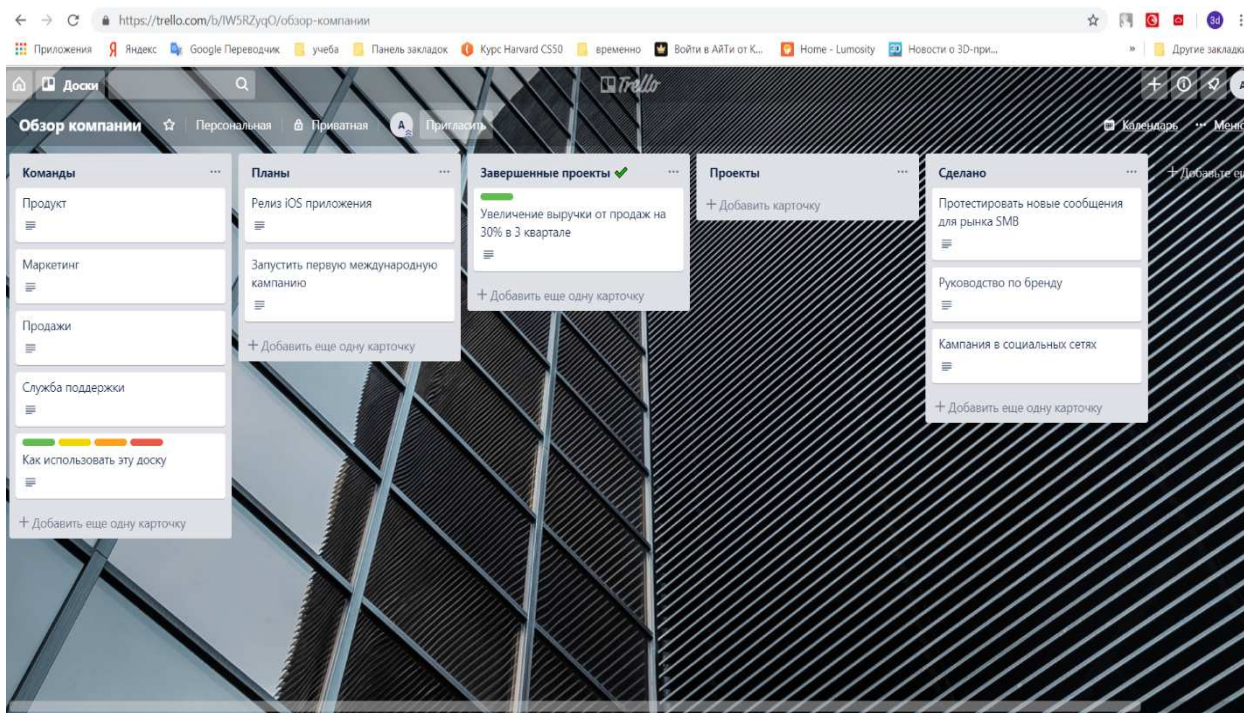 https://trello.com/b/IW5RZyqO/обзор-компании
3d
Приложения Яндекс Google Переводчик учеба Панель закладок Курс Harvard CS50 временно Войти в АйТи от К... Home - Lumosity 3D Новости о 3D-при... » Другие закладки
Доски
Trello
Обзор компании Персональная Приватная A Пригласить Календарь ··· Меню
Команды ···
Продукт
Маркетинг
Продажи
Служба поддержки
Как использовать эту доску
+ Добавить еще одну карточку
Планы ···
Релиз iOS приложения
Запустить первую международную
кампанию
+ Добавить еще одну карточку
Завершенные проекты ✔ ···
Увеличение выручки от продаж на
30% в 3 квартале
+ Добавить еще одну карточку
Проекты ···
+ Добавить карточку
Сделано ···
Протестировать новые сообщения
для рынка SMB
Руководство по бренду
Кампания в социальных сетях
+ Добавить еще одну карточку
+ Добавьте ещ